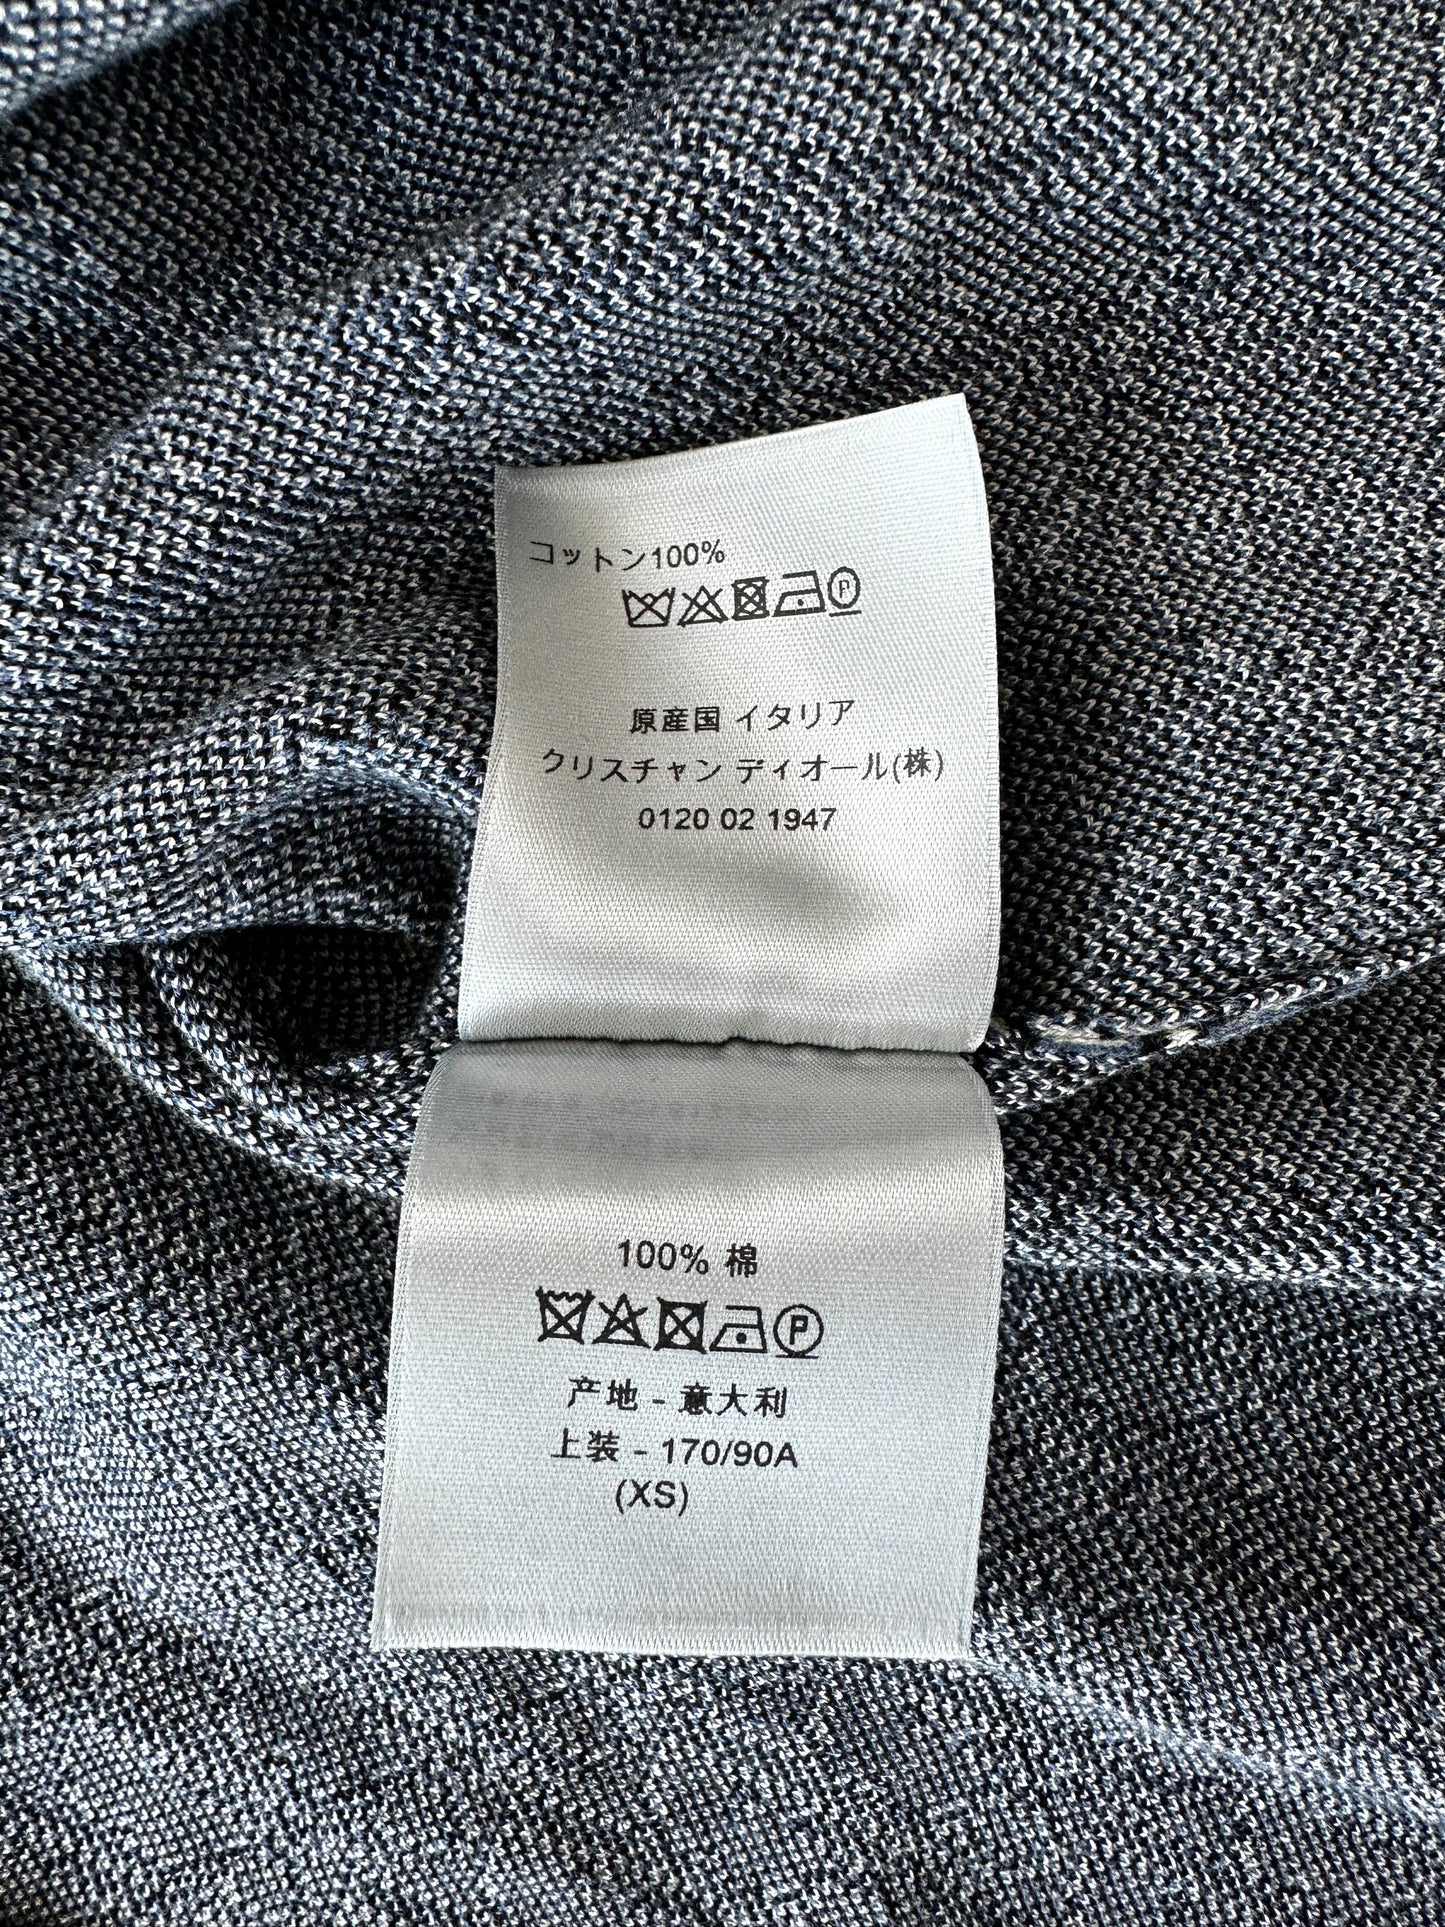 コットン100%
P
原産国 イタリア
クリスチャン ディオール(株)
0120 02 1947
100% 棉
P
产地 - 意大利
上装 - 170/90A
(XS)